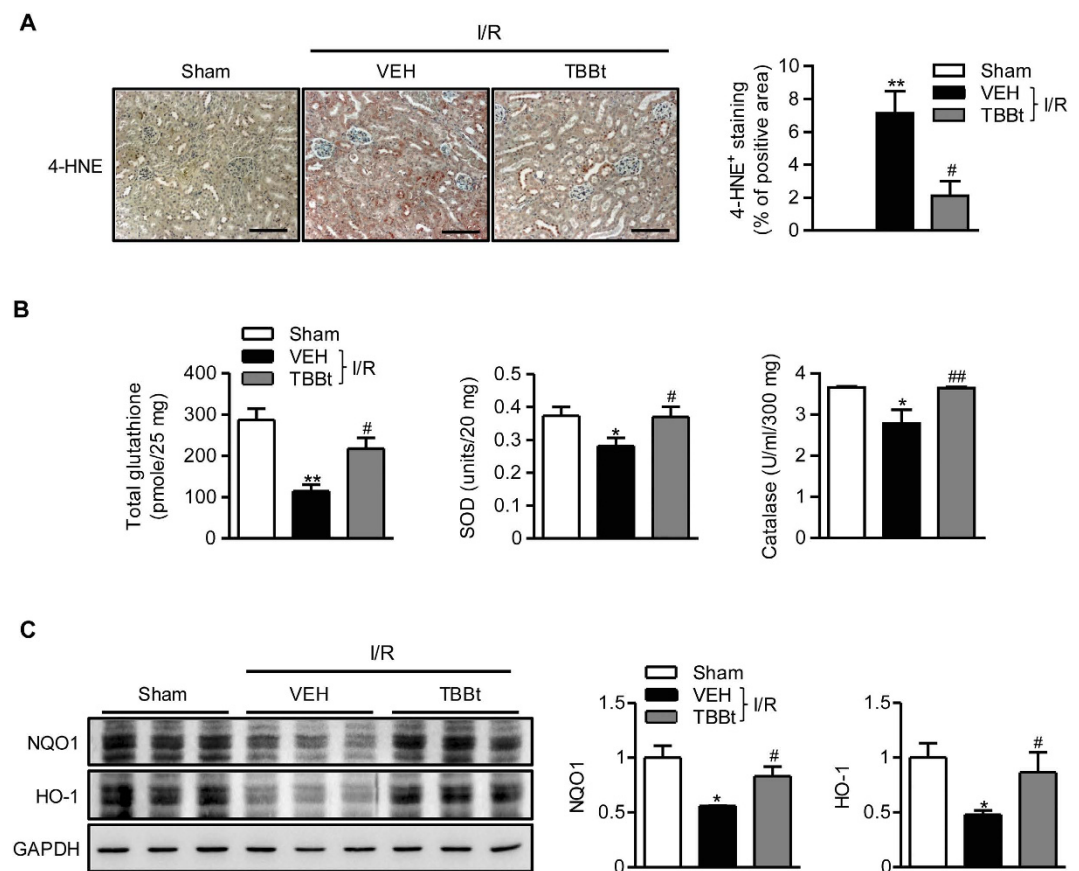 A
I/R
Sham VEH TBBt
4-HNE
4-HNE+ staining
(% of positive area)
10
8
6
4
2
0
**
#
Sham
VEH
TBBt
I/R
B
Sham
VEH
TBBt
I/R
Total glutathione
(pmole/25 mg)
400
300
200
100
0
**
#
SOD (units/20 mg)
0.5
0.4
0.3
0.2
0.1
0
*
#
Catalase (U/ml/300 mg)
4
3
2
1
0
*
##
C
I/R
Sham VEH TBBt
NQO1
HO-1
GAPDH
Sham
VEH
TBBt
I/R
NQO1
1.5
1
0.5
0
*
#
HO-1
1.5
1
0.5
0
*
#